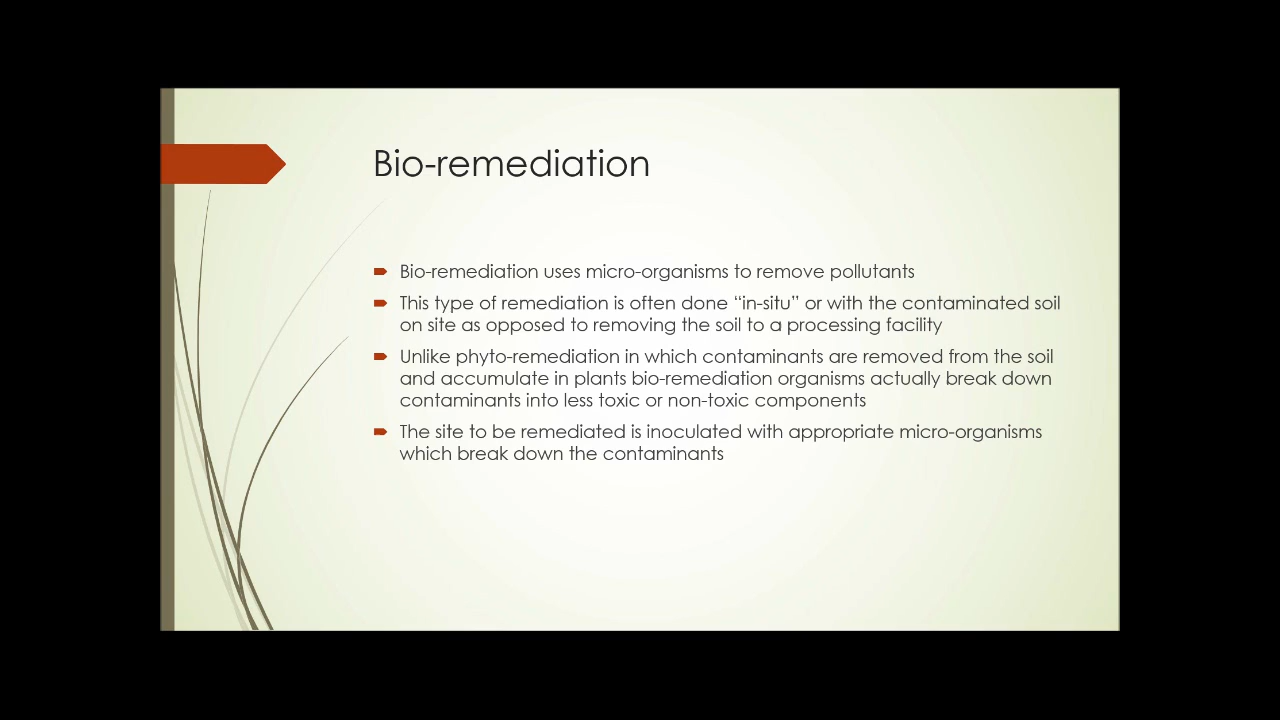 Bio-remediation
Bio-remediation uses micro-organisms to remove pollutants
This type of remediation is often done “in-situ” or with the contaminated soil
on site as opposed to removing the soil to a processing facility
Unlike phyto-remediation in which contaminants are removed from the soil
and accumulate in plants bio-remediation organisms actually break down
contaminants into less toxic or non-toxic components
The site to be remediated is inoculated with appropriate micro-organisms
which break down the contaminants